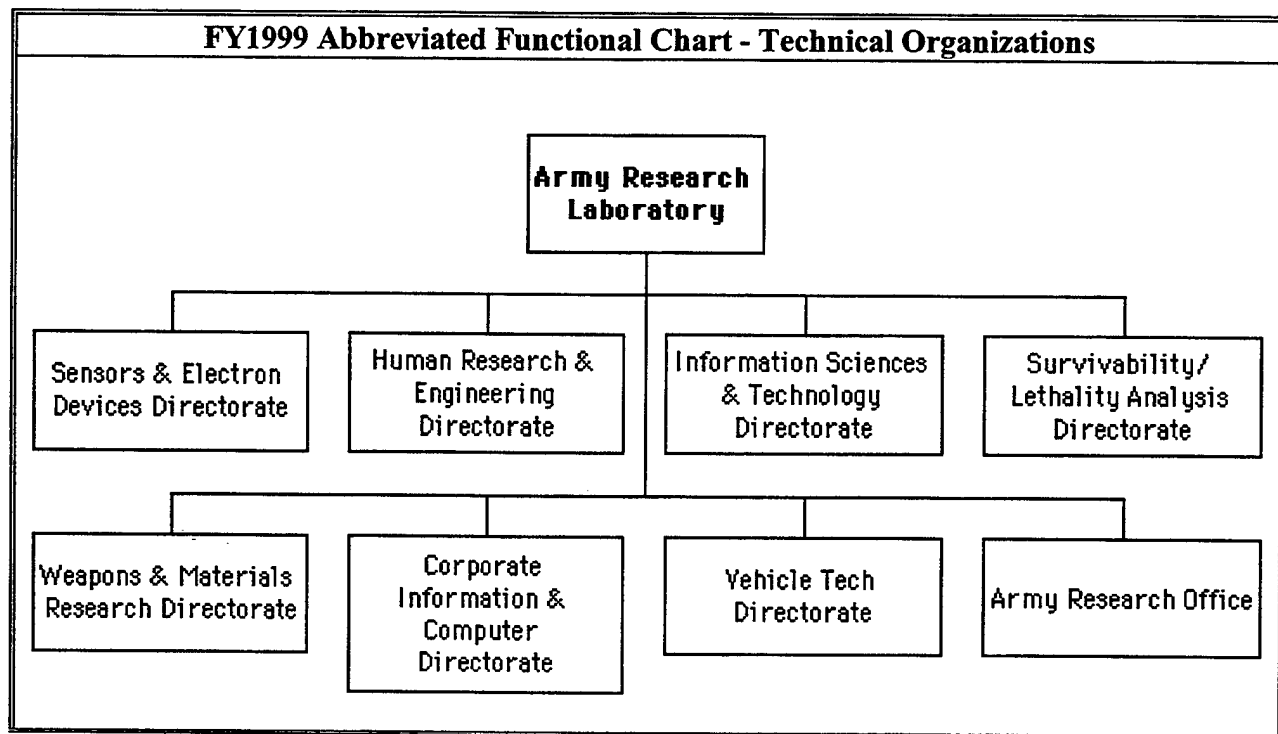 FY1999 Abbreviated Functional Chart - Technical Organizations
Army Research
Laboratory
Sensors & Electron
Devices Directorate
Human Research &
Engineering
Directorate
Information Sciences
& Technology
Directorate
Survivability/
Lethality Analysis
Directorate
Weapons & Materials
Research Directorate
Corporate
Information &
Computer
Directorate
Vehicle Tech
Directorate
Army Research Office